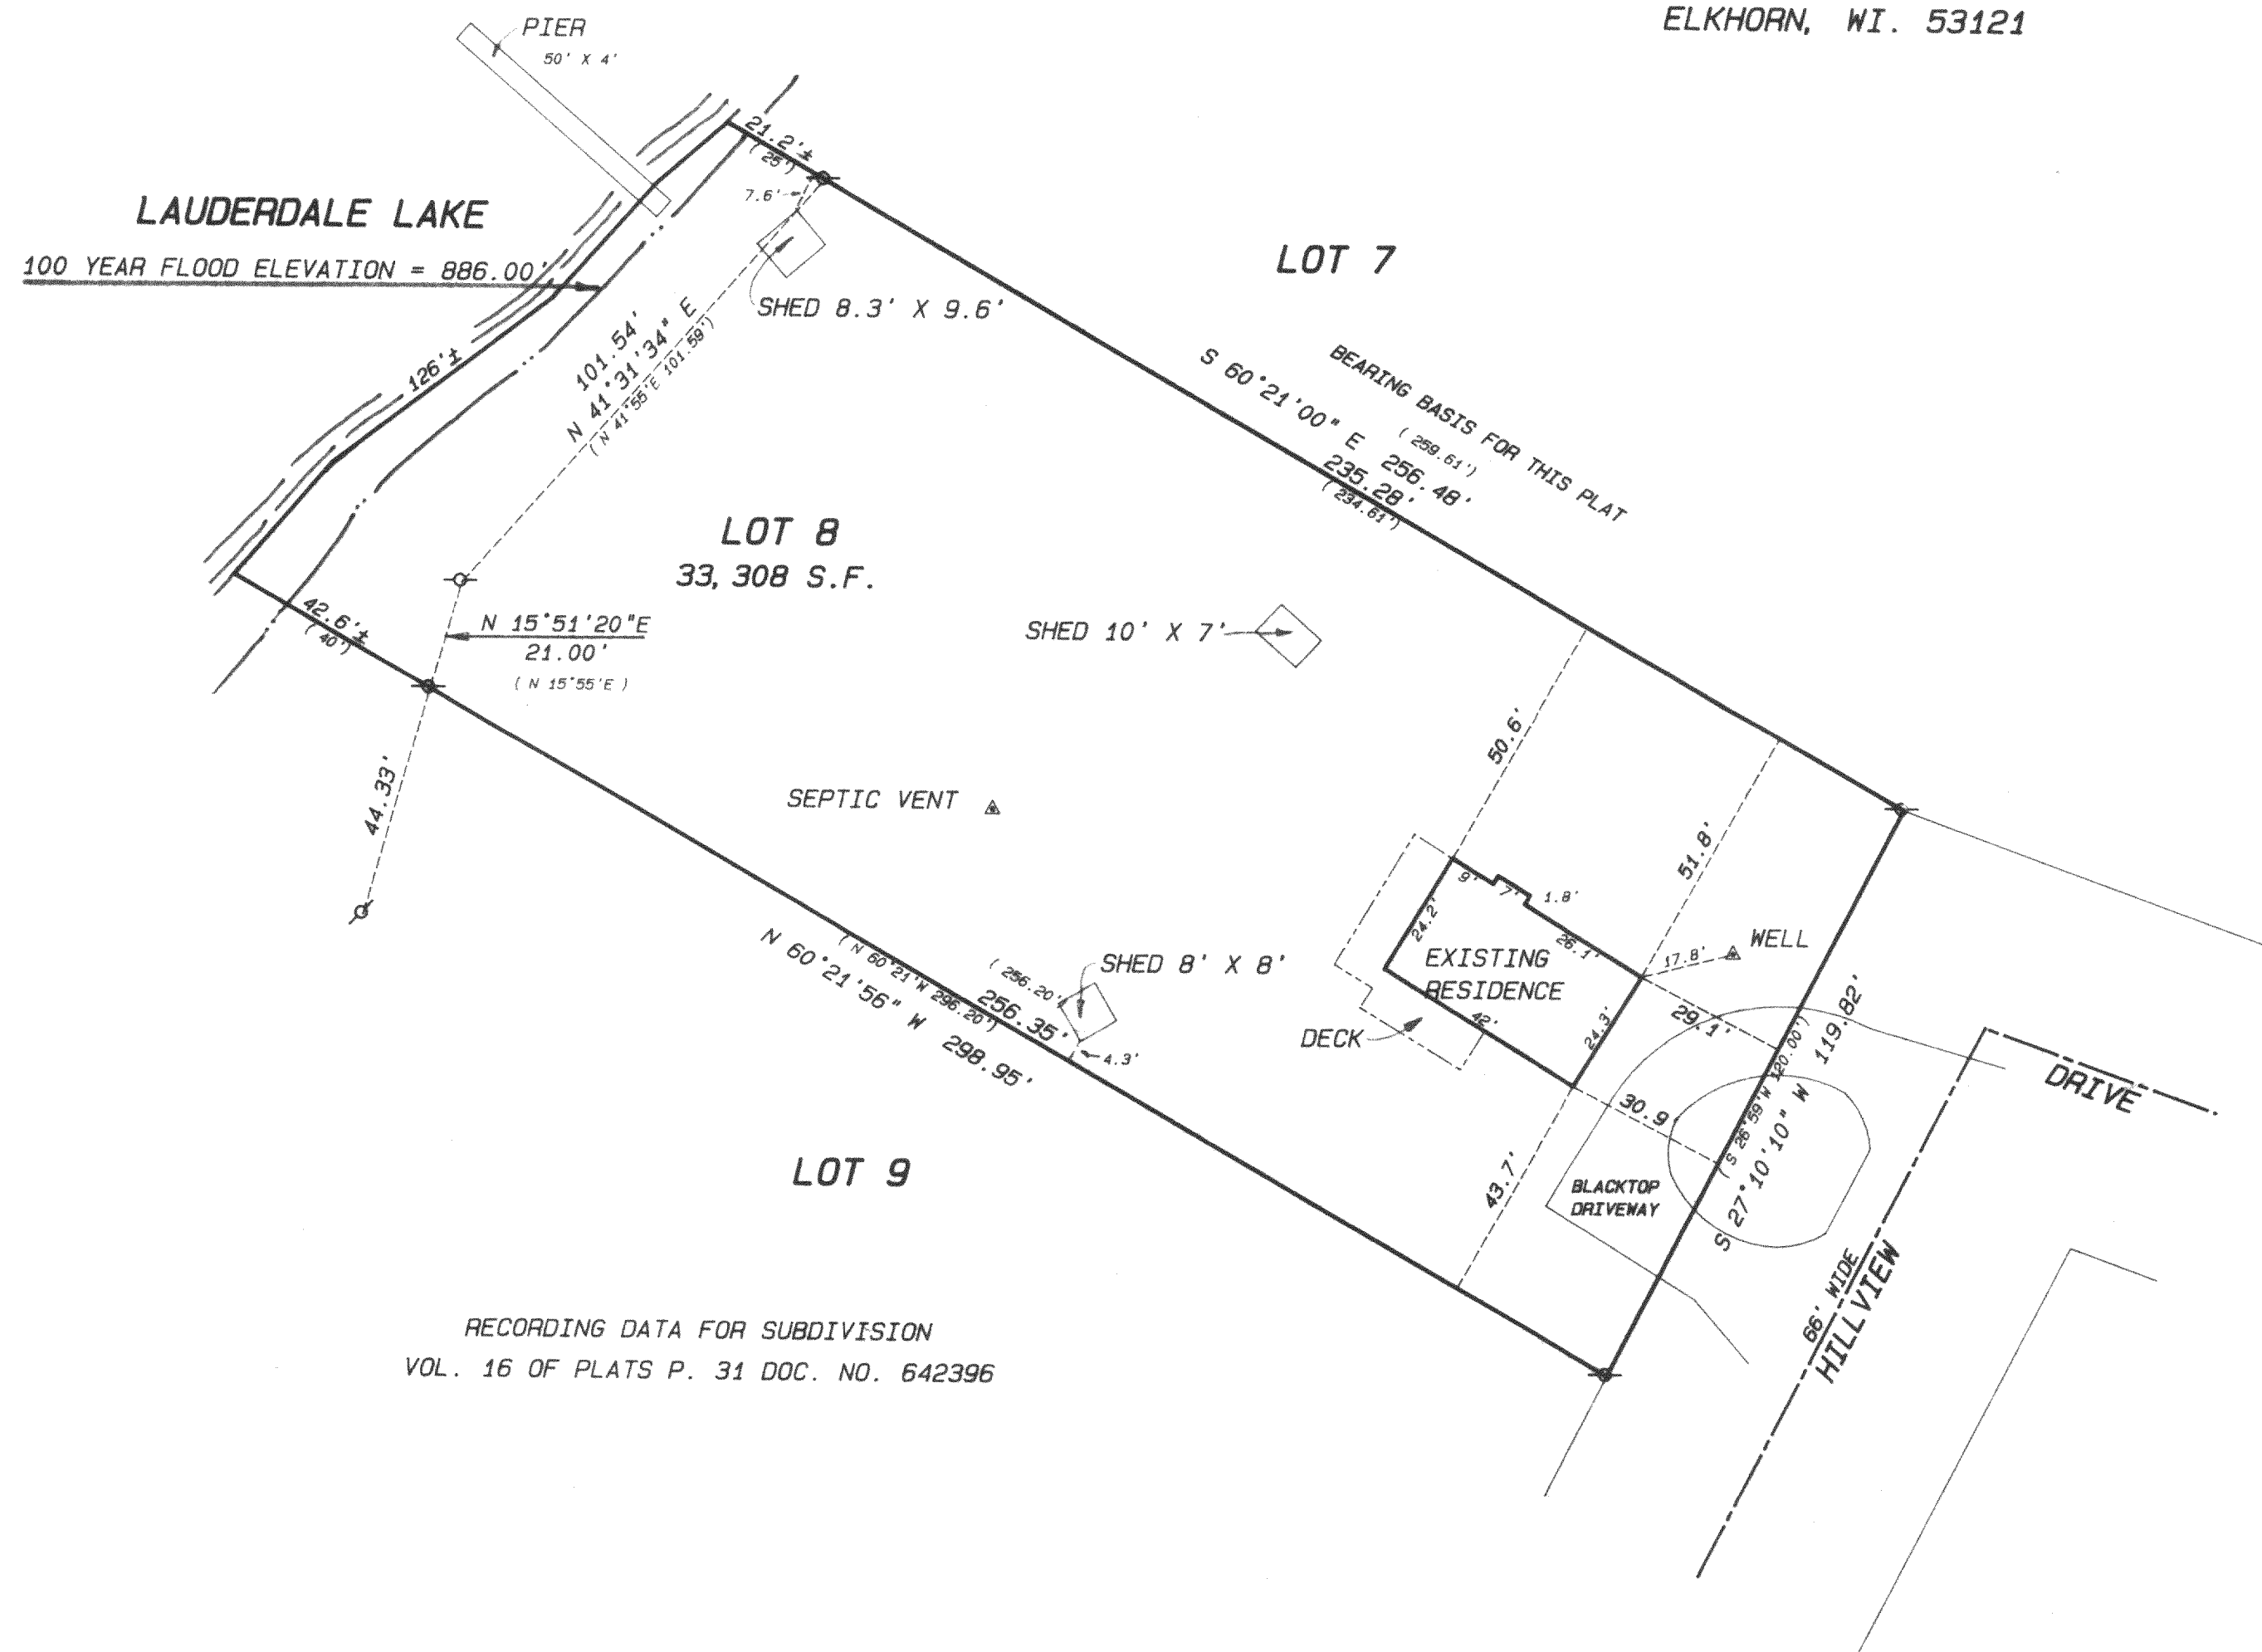 ELKHORN, WI. 53121
PIER
50' X 4'
21.2'±
(25')
7.6'
LAUDERDALE LAKE
100 YEAR FLOOD ELEVATION = 886.00'
SHED 8.3' X 9.6'
LOT 7
126'±
101.54'
N 41°31'34" E
(N 41°55'E 101.59')
BEARING BASIS FOR THIS PLAT
S 60°21'00" E 256.48'
(259.61')
235.28'
(234.61')
LOT 8
33,308 S.F.
42.6'±
(40')
N 15°51'20"E
21.00'
(N 15°55'E)
SHED 10' X 7'
44.33'
SEPTIC VENT
50.6'
51.8'
9'
7'
1.8'
24.2'
26.1'
EXISTING
RESIDENCE
42'
24.3'
17.8'
WELL
DECK
29.1'
30.9'
43.7'
(N 60°21'W 296.20')
N 60°21'56" W 298.95'
(256.20')
256.35'
SHED 8' X 8'
4.3'
(S 26°59'W 120.00')
S 27°10'10" W 119.82'
BLACKTOP
DRIVEWAY
DRIVE
66' WIDE
HILLVIEW
LOT 9
RECORDING DATA FOR SUBDIVISION
VOL. 16 OF PLATS P. 31 DOC. NO. 642396